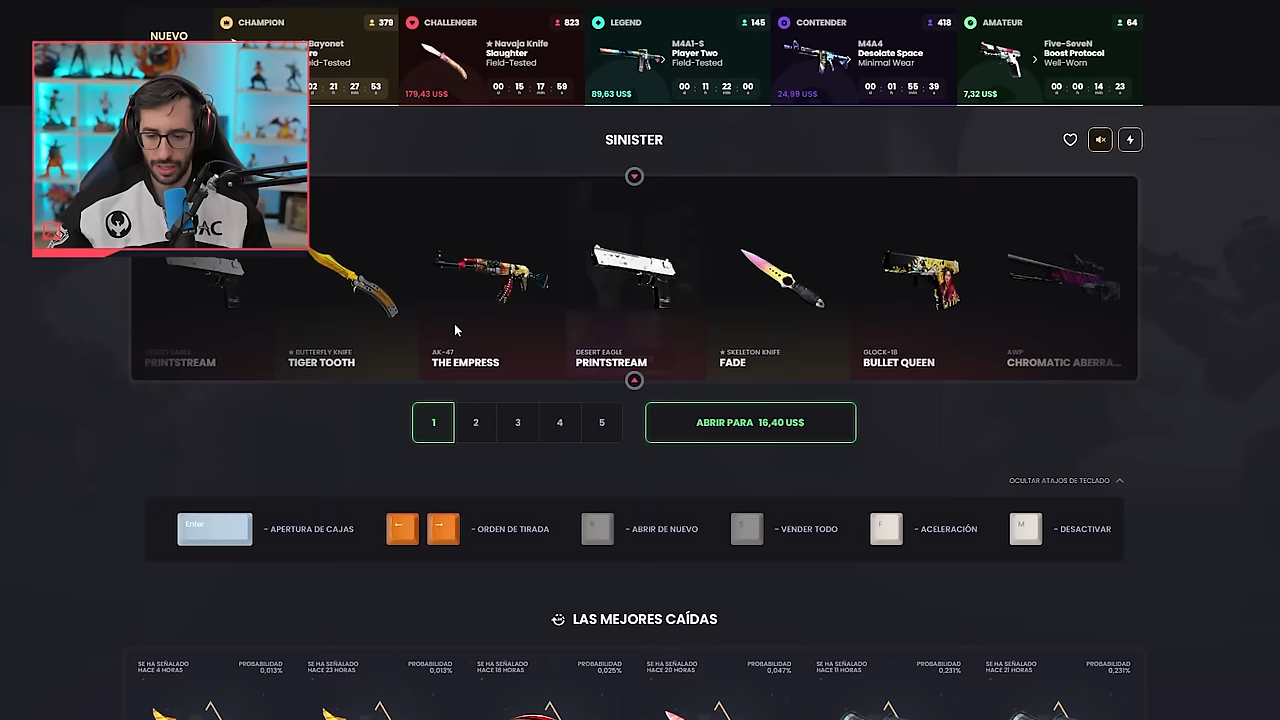 NUEVO
CHAMPION
379
Bayonet
Field-Tested
21 27 53
CHALLENGER
823
★ Navaja Knife
Slaughter
Field-Tested
179,43 US$
00 : 15 : 17 : 59
LEGEND
145
M4A1-S
Player Two
Field-Tested
89,63 US$
00 : 11 : 22 : 00
CONTENDER
418
M4A4
Desolate Space
Minimal Wear
24,99 US$
00 : 01 : 55 : 39
AMATEUR
64
Five-SeveN
Boost Protocol
Well-Worn
7,32 US$
00 : 00 : 14 : 23
SINISTER
AC
DESERT EAGLE
PRINTSTREAM
★ BUTTERFLY KNIFE
TIGER TOOTH
AK-47
THE EMPRESS
DESERT EAGLE
PRINTSTREAM
★ SKELETON KNIFE
FADE
GLOCK-18
BULLET QUEEN
AWP
CHROMATIC ABERRA...
1 2 3 4 5
ABRIR PARA 16,40 US$
OCULTAR ATAJOS DE TECLADO
Enter
- APERTURA DE CAJAS
← →
- ORDEN DE TIRADA
R
- ABRIR DE NUEVO
S
- VENDER TODO
F
- ACELERACIÓN
M
- DESACTIVAR
LAS MEJORES CAÍDAS
SE HA SEÑALADO
HACE 4 HORAS
PROBABILIDAD
0,013%
SE HA SEÑALADO
HACE 23 HORAS
PROBABILIDAD
0,013%
SE HA SEÑALADO
HACE 18 HORAS
PROBABILIDAD
0,025%
SE HA SEÑALADO
HACE 20 HORAS
PROBABILIDAD
0,047%
SE HA SEÑALADO
HACE 11 HORAS
PROBABILIDAD
0,231%
SE HA SEÑALADO
HACE 21 HORAS
PROBABILIDAD
0,231%